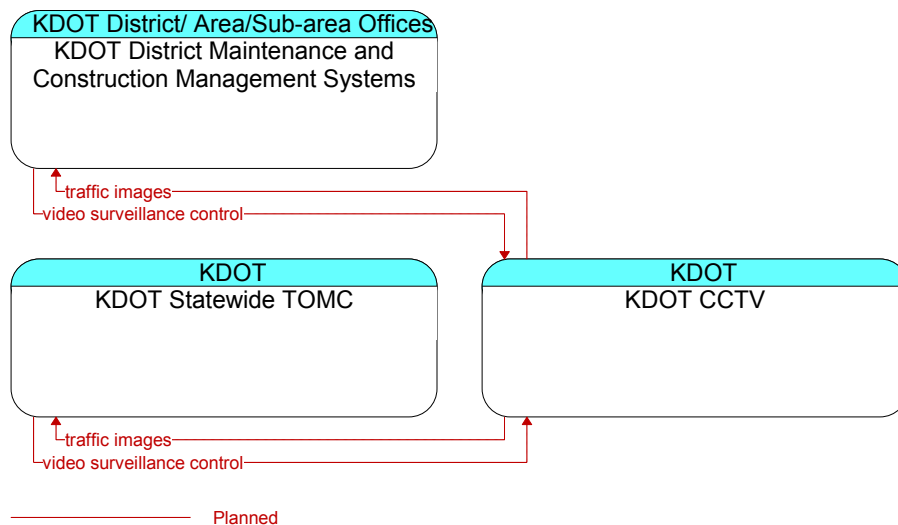 KDOT District/ Area/Sub-area Offices
KDOT District Maintenance and
Construction Management Systems
traffic images
video surveillance control
KDOT
KDOT Statewide TOMC
KDOT
KDOT CCTV
traffic images
video surveillance control
Planned